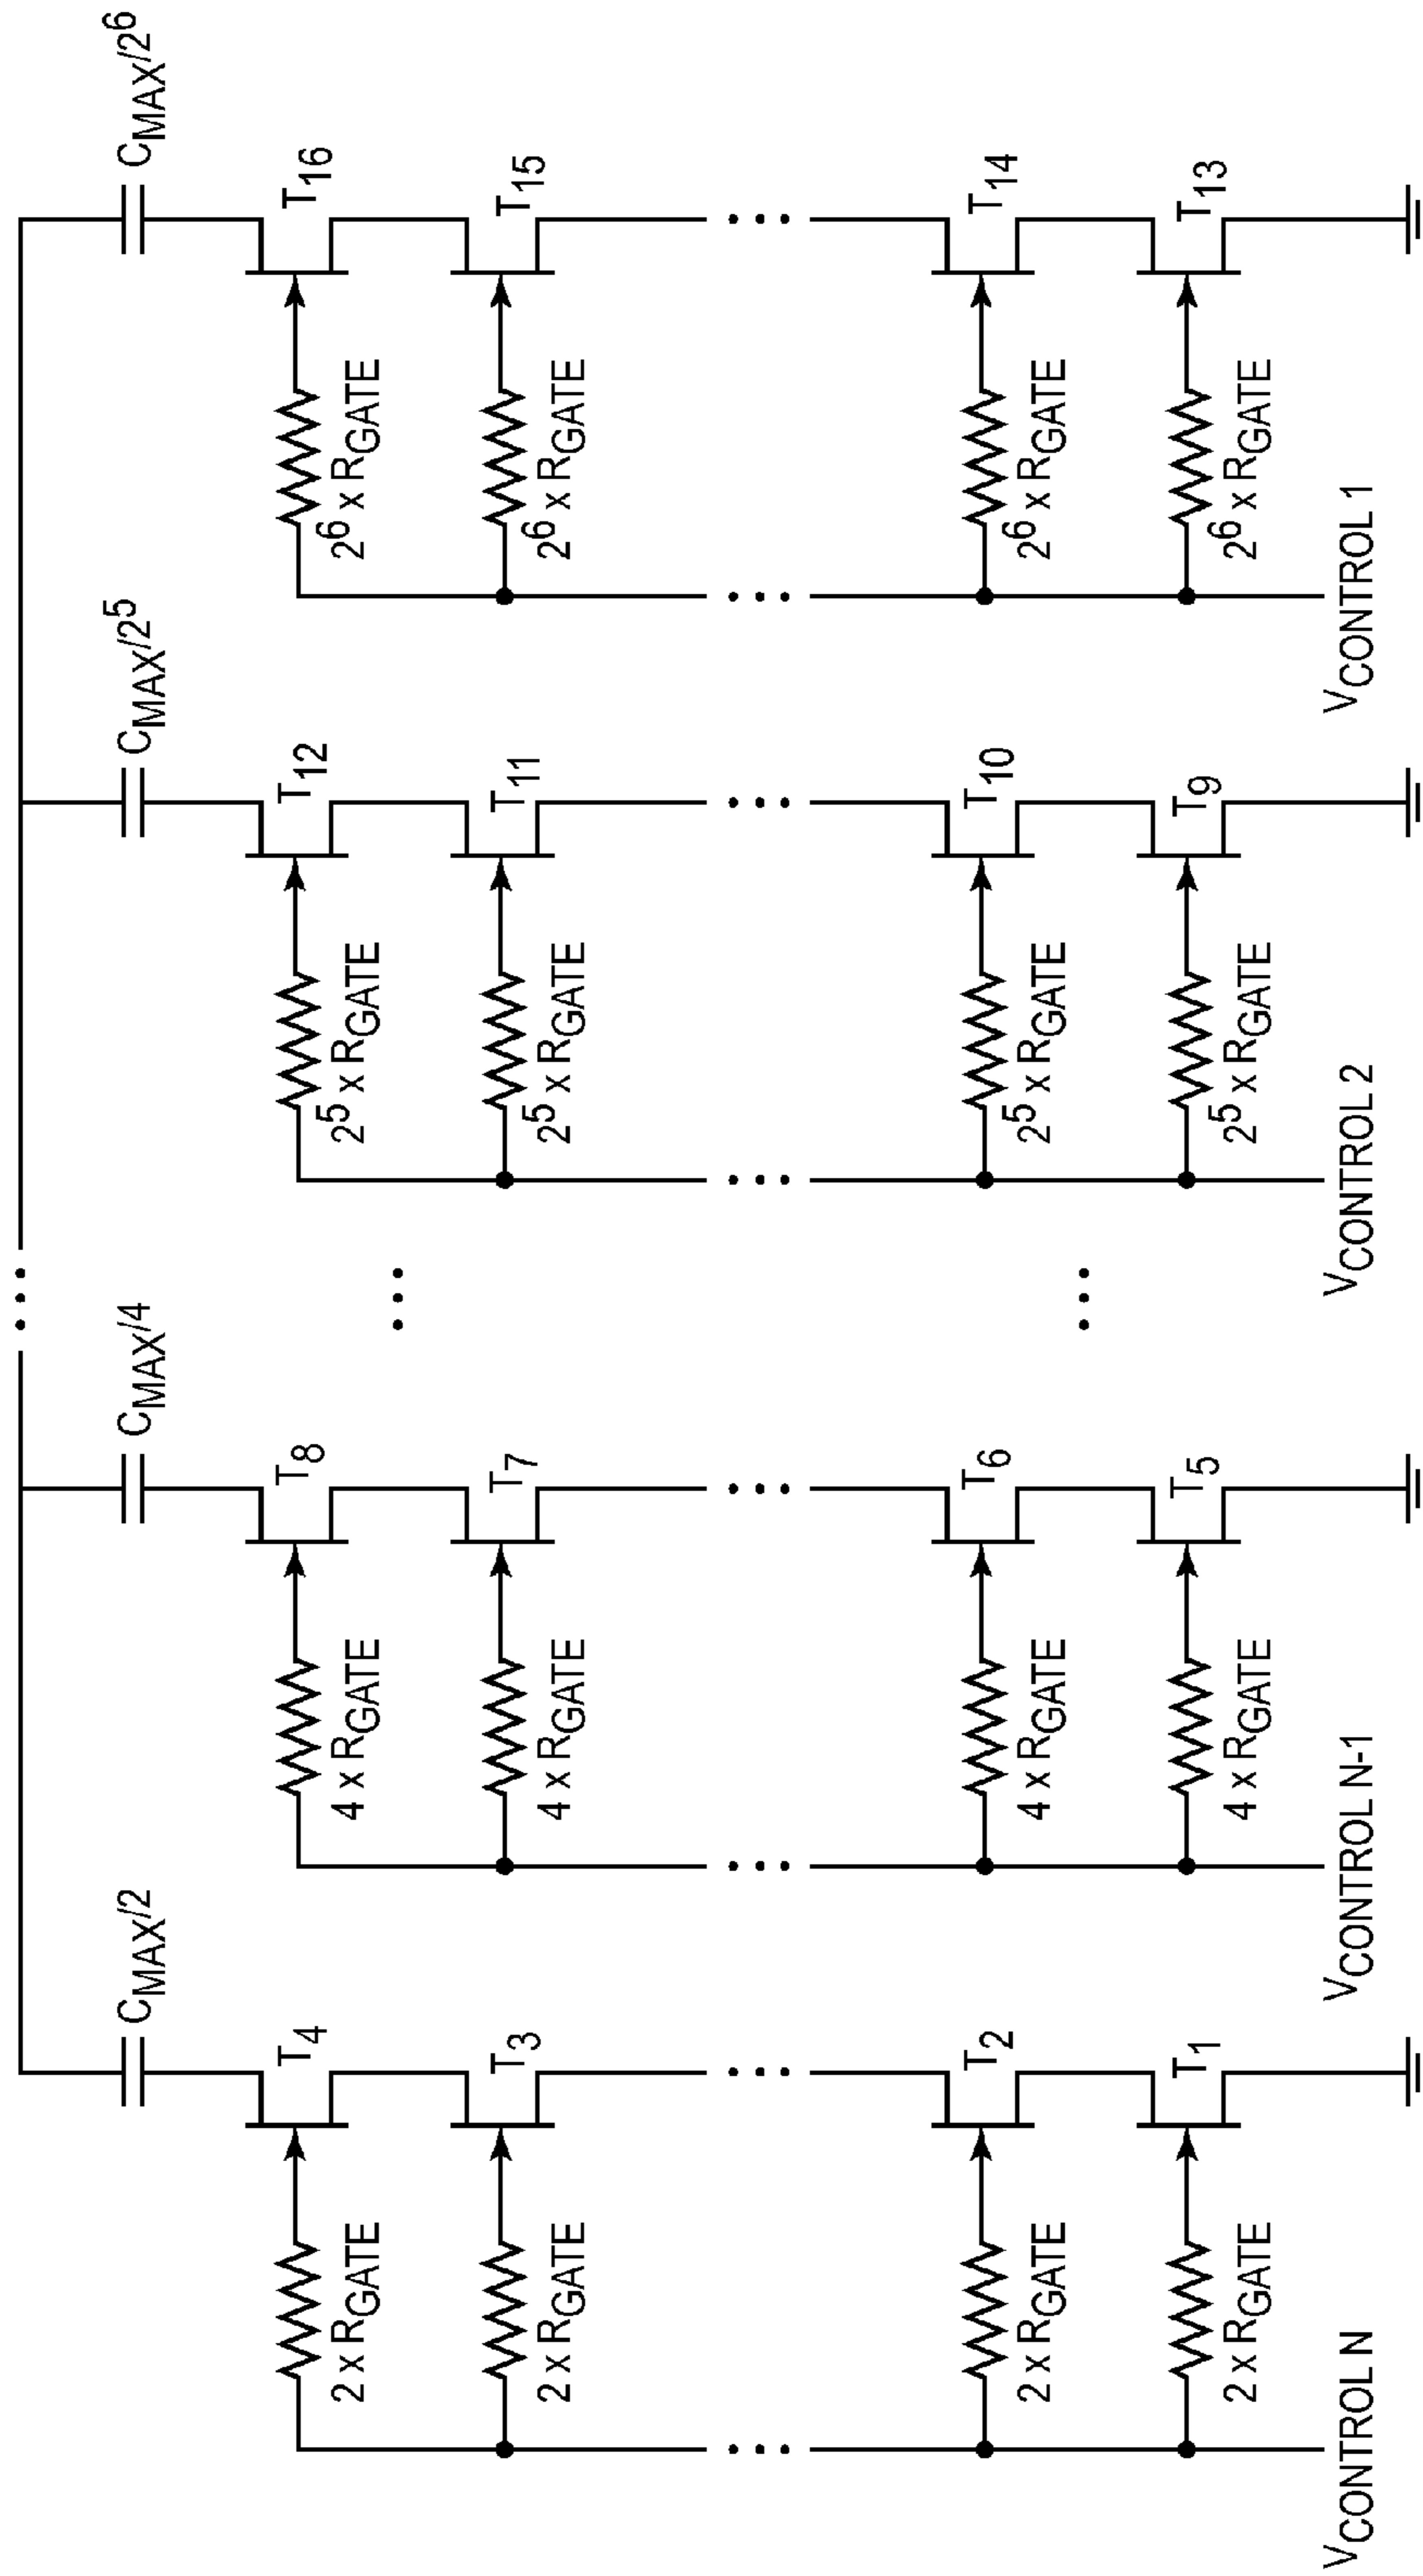 C_MAX/2
C_MAX/4
C_MAX/2^5
C_MAX/2^6
T_4
T_8
T_12
T_16
2 x R_GATE
4 x R_GATE
2^5 x R_GATE
2^6 x R_GATE
T_3
T_7
T_11
T_15
2 x R_GATE
4 x R_GATE
2^5 x R_GATE
2^6 x R_GATE
T_2
T_6
T_10
T_14
2 x R_GATE
4 x R_GATE
2^5 x R_GATE
2^6 x R_GATE
T_1
T_5
T_9
T_13
2 x R_GATE
4 x R_GATE
2^5 x R_GATE
2^6 x R_GATE
V_CONTROL N
V_CONTROL N-1
V_CONTROL 2
V_CONTROL 1